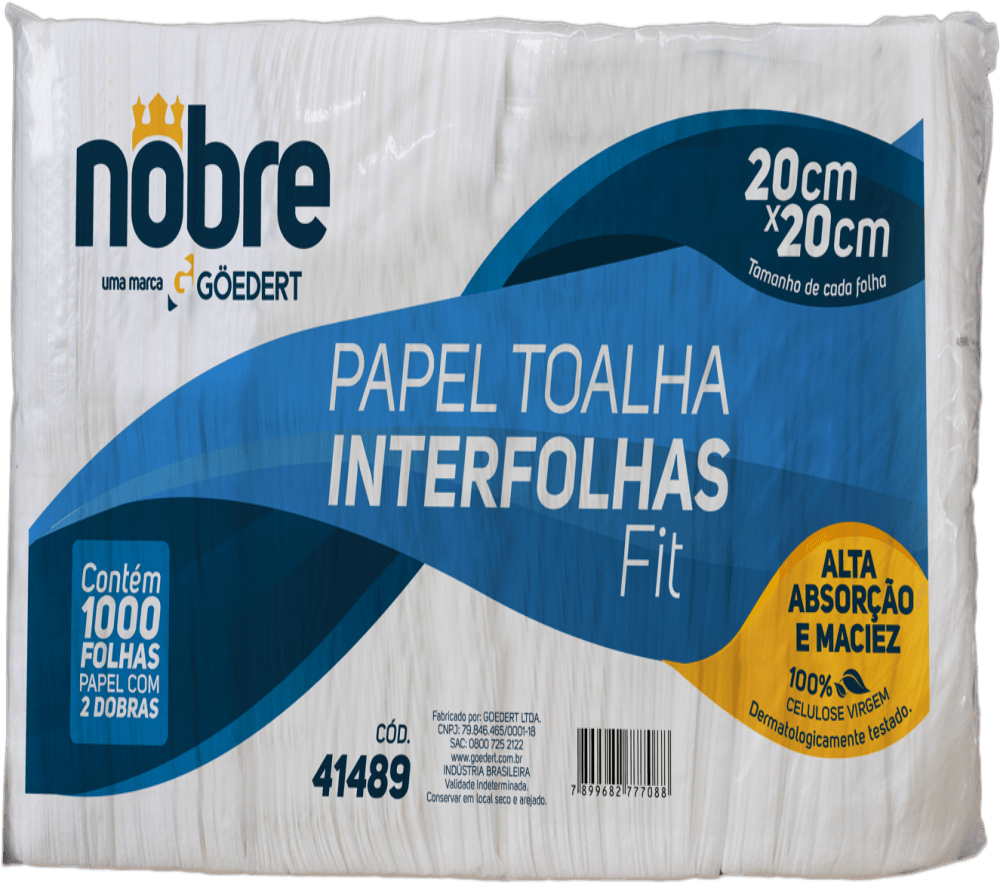 nobre
uma marca GÖEDERT
20cm
x20cm
Tamanho de cada folha
PAPEL TOALHA
INTERFOLHAS
Fit
Contém
1000
FOLHAS
PAPEL COM
2 DOBRAS
ALTA
ABSORÇÃO
E MACIEZ
100%
CELULOSE VIRGEM
Dermatologicamente testado.
CÓD.
41489
Fabricado por: GOEDERT LTDA.
CNPJ: 79.846.465/0001-18
SAC: 0800 725 2122
www.goedert.com.br
INDÚSTRIA BRASILEIRA
Validade Indeterminada.
Conservar em local seco e arejado.
7 899682 777088